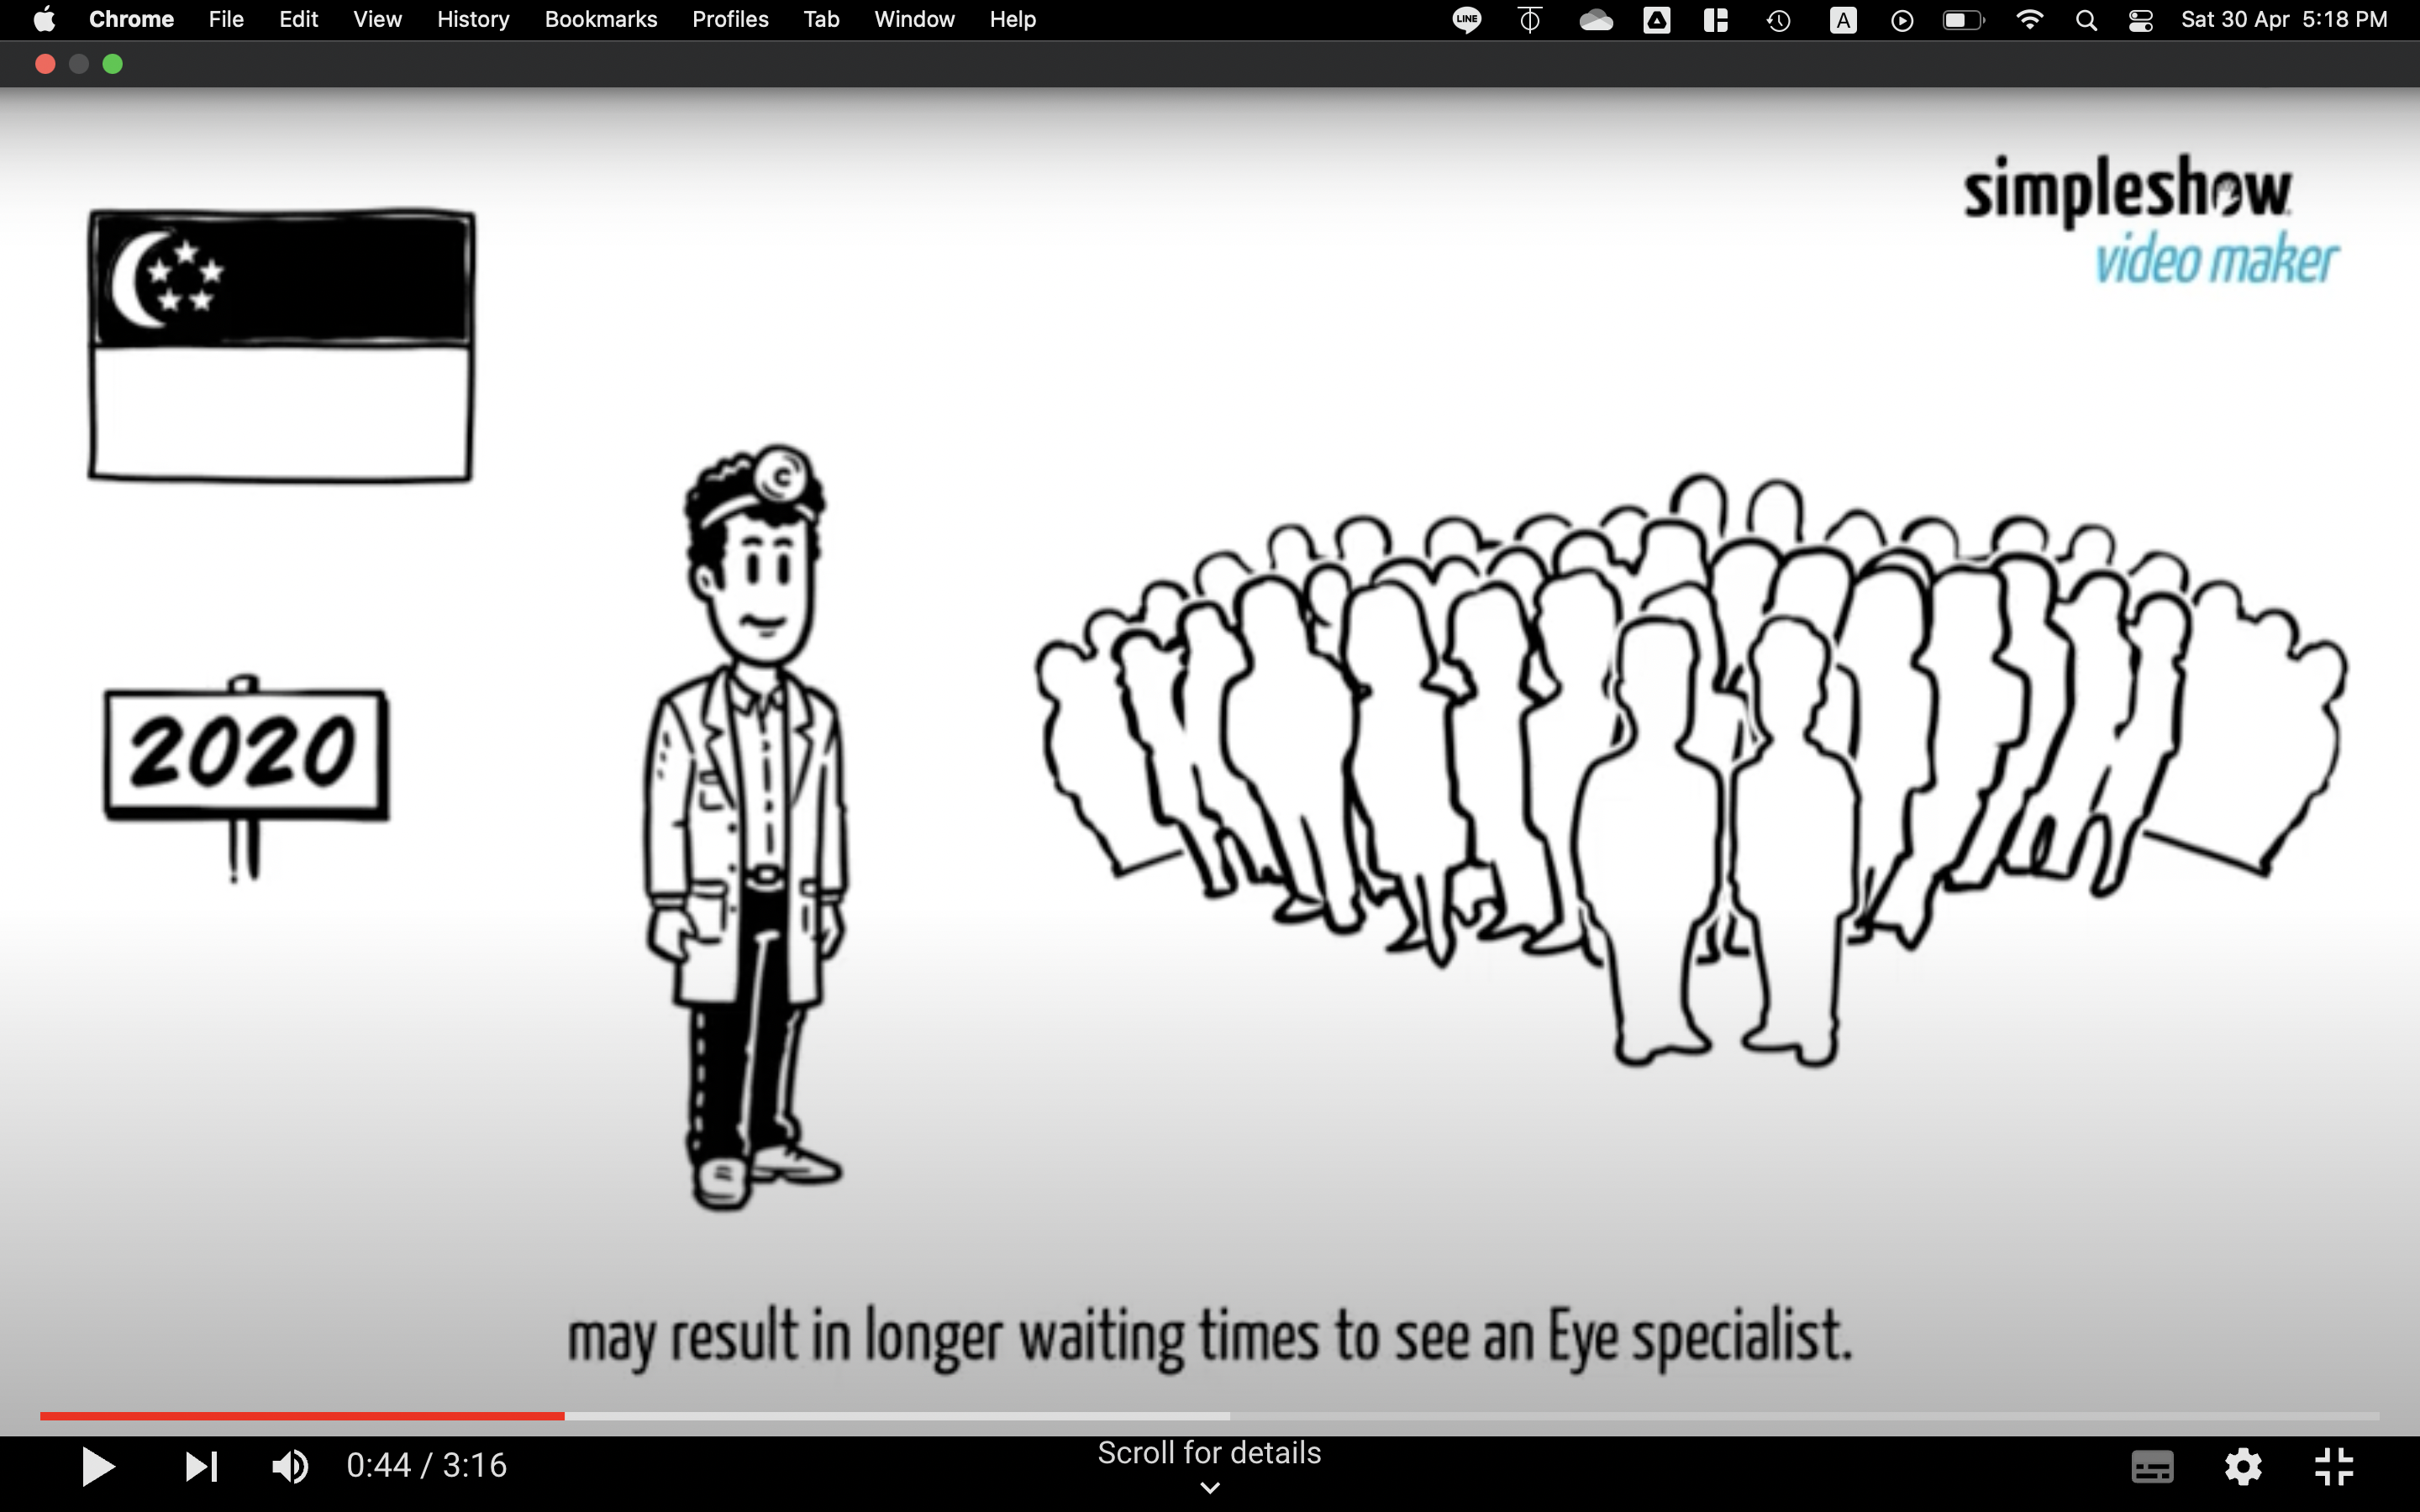 Chrome File Edit View History Bookmarks Profiles Tab Window Help LINE A Sat 30 Apr 5:18 PM
simpleshow
video maker
2020
may result in longer waiting times to see an Eye specialist.
0:44 / 3:16
Scroll for details